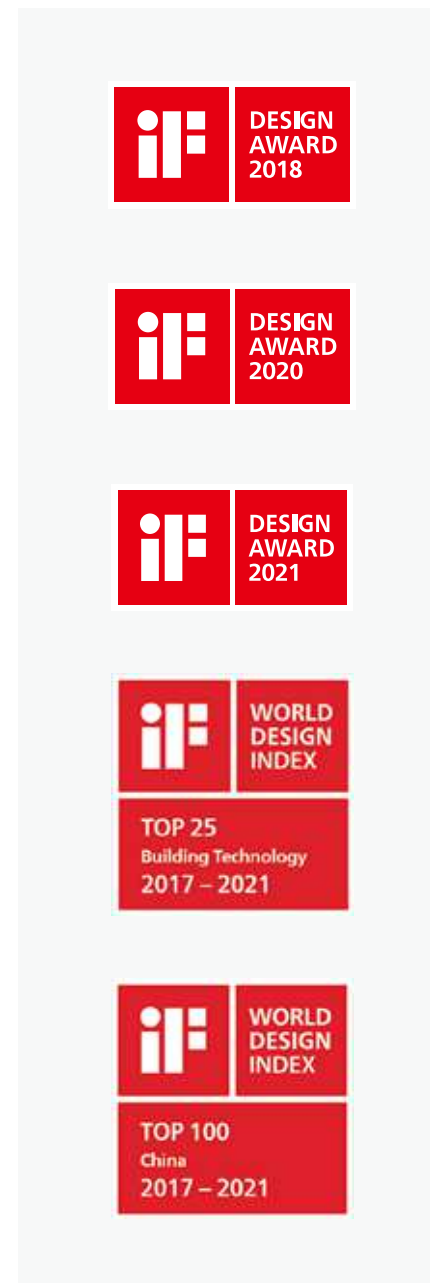 iF
DESIGN
AWARD
2018
iF
DESIGN
AWARD
2020
iF
DESIGN
AWARD
2021
iF
WORLD
DESIGN
INDEX
TOP 25
Building Technology
2017 – 2021
iF
WORLD
DESIGN
INDEX
TOP 100
China
2017 – 2021